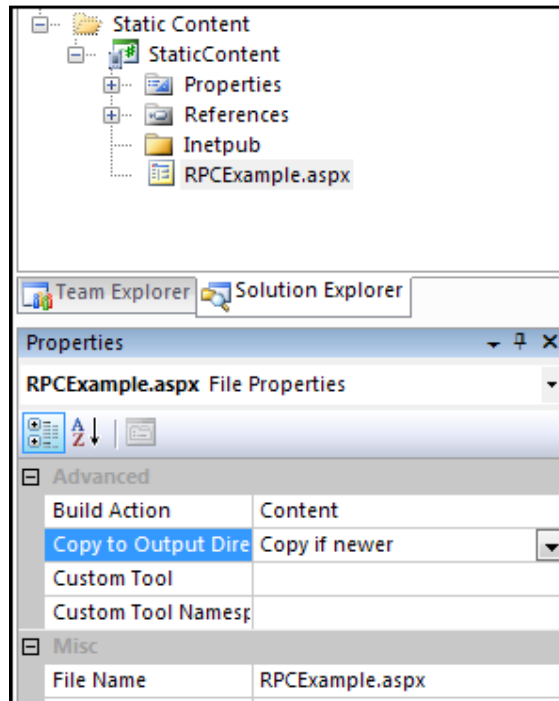 Static Content
StaticContent
Properties
References
Inetpub
RPCExample.aspx
Team Explorer Solution Explorer
Properties
RPCExample.aspx File Properties
Advanced
Build Action Content
Copy to Output Dire Copy if newer
Custom Tool
Custom Tool Namesp
Misc
File Name RPCExample.aspx